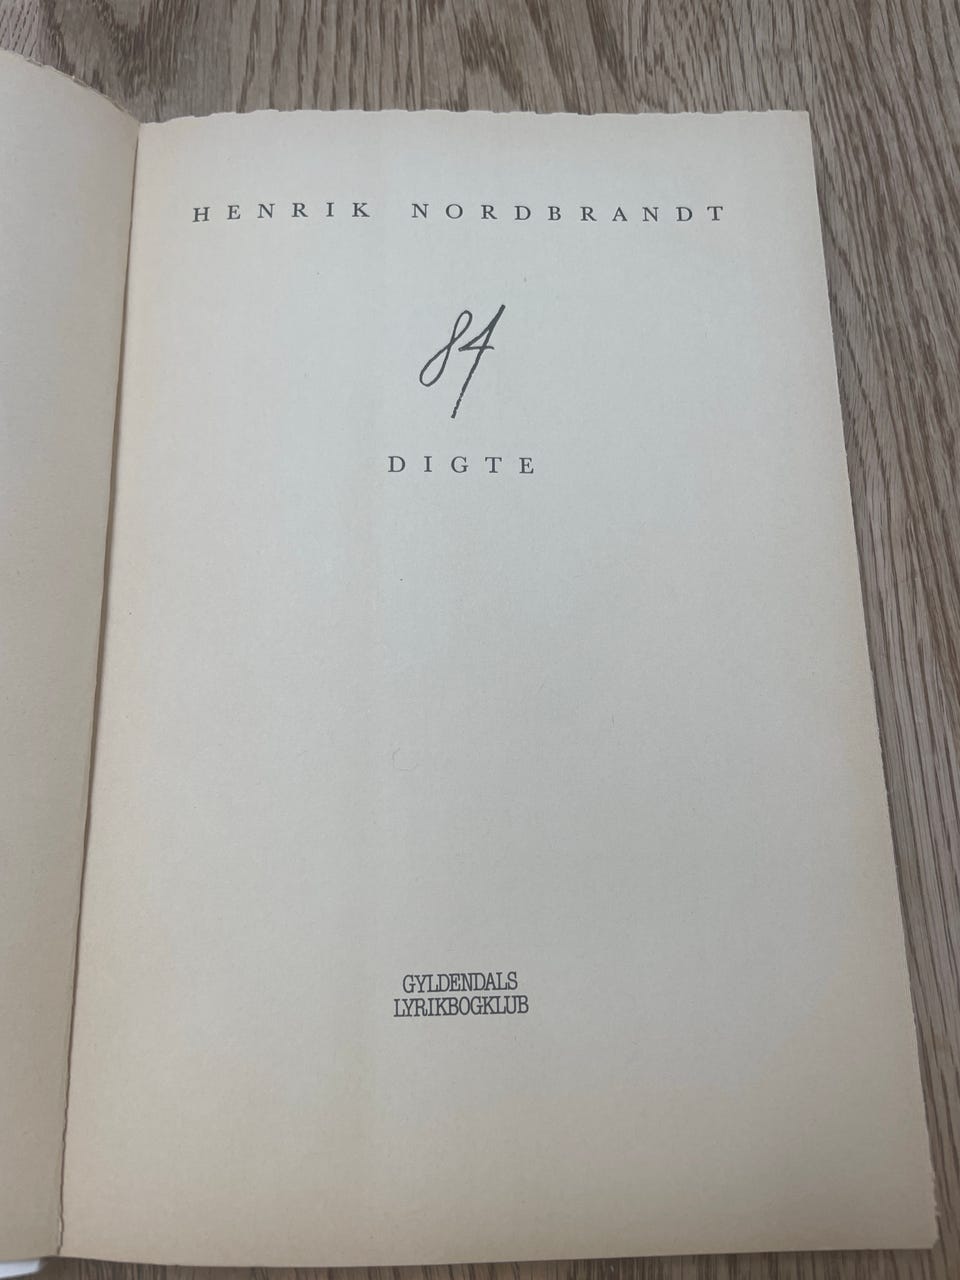 HENRIK NORDBRANDT
84
DIGTE
GYLDENDALS
LYRIKBOGKLUB